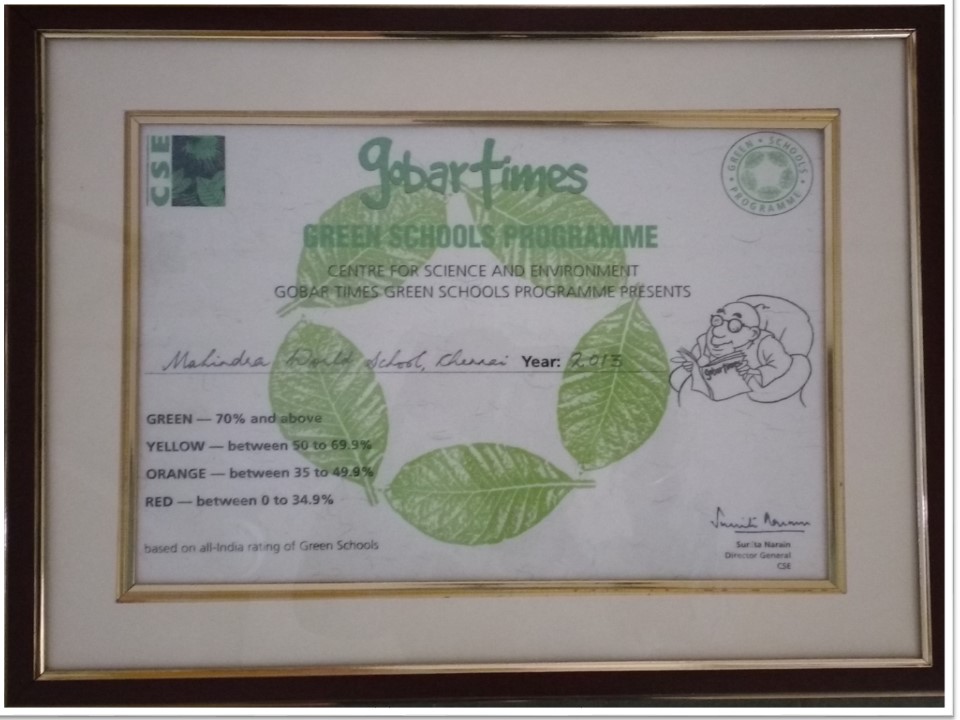 CSE
gobar times
GREEN • SCHOOLS • PROGRAMME •
GREEN SCHOOLS PROGRAMME
CENTRE FOR SCIENCE AND ENVIRONMENT
GOBAR TIMES GREEN SCHOOLS PROGRAMME PRESENTS
Mahindra World School, Chennai Year: 2013
gobar times
GREEN — 70% and above
YELLOW — between 50 to 69.9%
ORANGE — between 35 to 49.9%
RED — between 0 to 34.9%
based on all-India rating of Green Schools
Sunita Narain
Sunita Narain
Director General
CSE